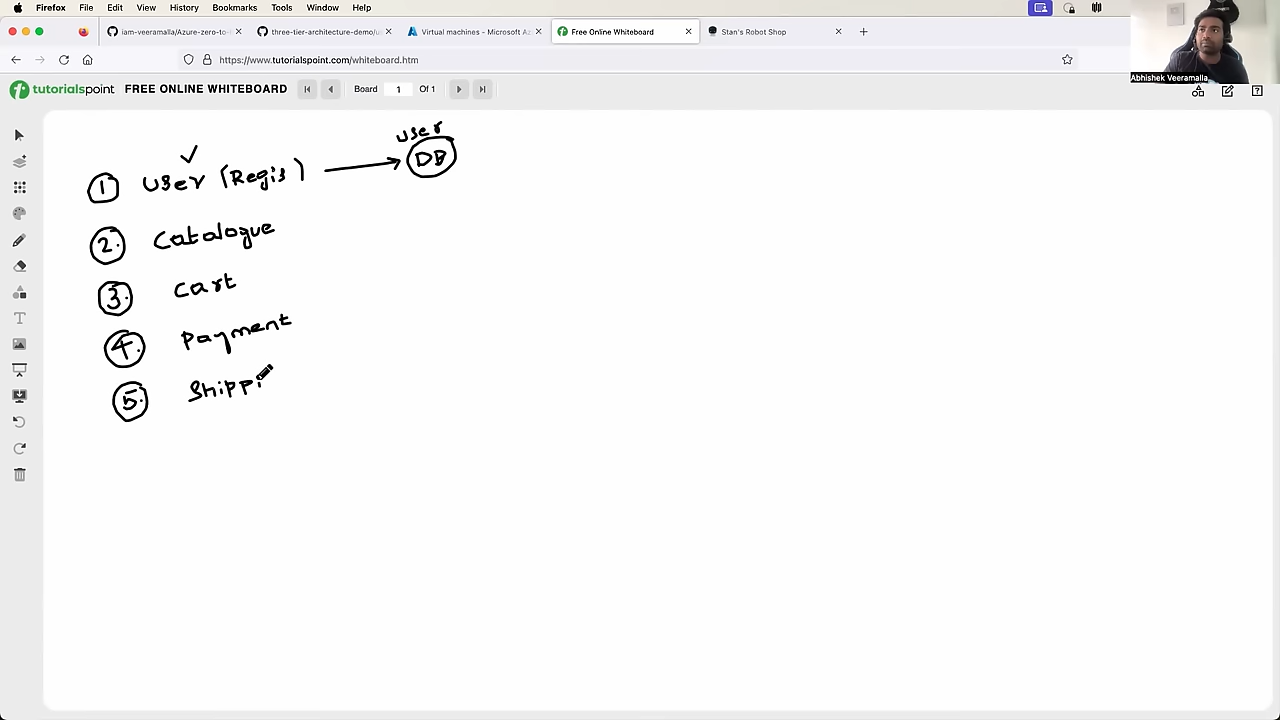 Firefox File Edit View History Bookmarks Tools Window Help
iam-veeramalla/Azure-zero-to- three-tier-architecture-demo/u Virtual machines - Microsoft A Free Online Whiteboard Stan's Robot Shop
https://www.tutorialspoint.com/whiteboard.htm
Abhishek Veeramalla
tutorialspoint FREE ONLINE WHITEBOARD Board 1 Of 1
user
1 user (Regis) DB
2. Catalogue
3. Cart
4. Payment
5. Shippi